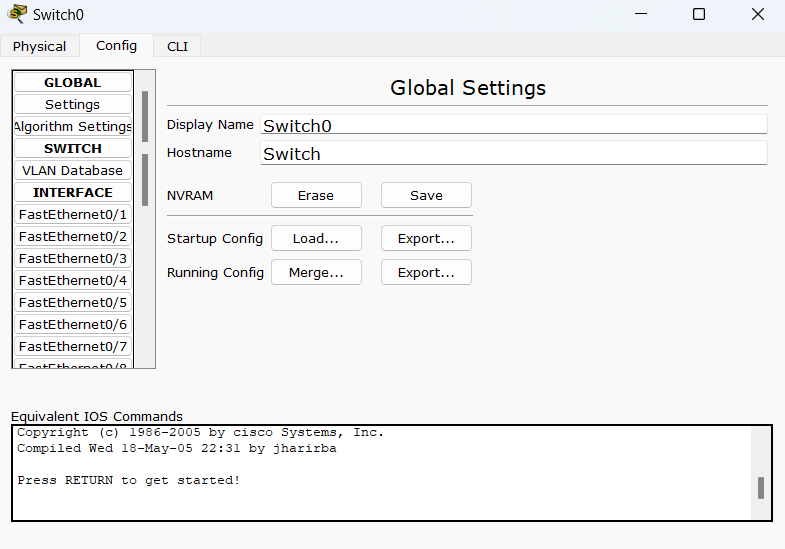 Switch0
Physical Config CLI
GLOBAL
Settings
Algorithm Settings
SWITCH
VLAN Database
INTERFACE
FastEthernet0/1
FastEthernet0/2
FastEthernet0/3
FastEthernet0/4
FastEthernet0/5
FastEthernet0/6
FastEthernet0/7
FastEthernet0/8
Global Settings
Display Name Switch0
Hostname Switch
NVRAM Erase Save
Startup Config Load... Export...
Running Config Merge... Export...
Equivalent IOS Commands
Copyright (c) 1986-2005 by cisco Systems, Inc.
Compiled Wed 18-May-05 22:31 by jharirba
Press RETURN to get started!